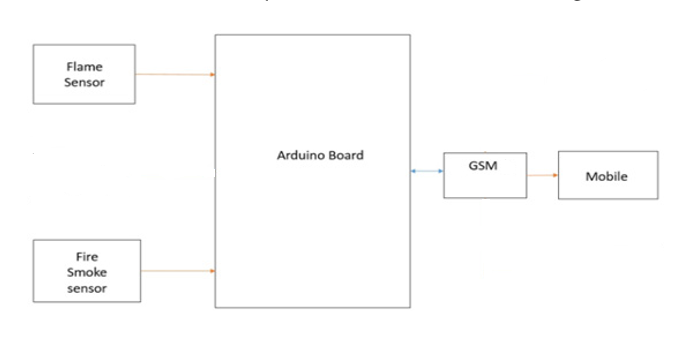 Flame
Sensor
Arduino Board
GSM
Mobile
Fire
Smoke
sensor